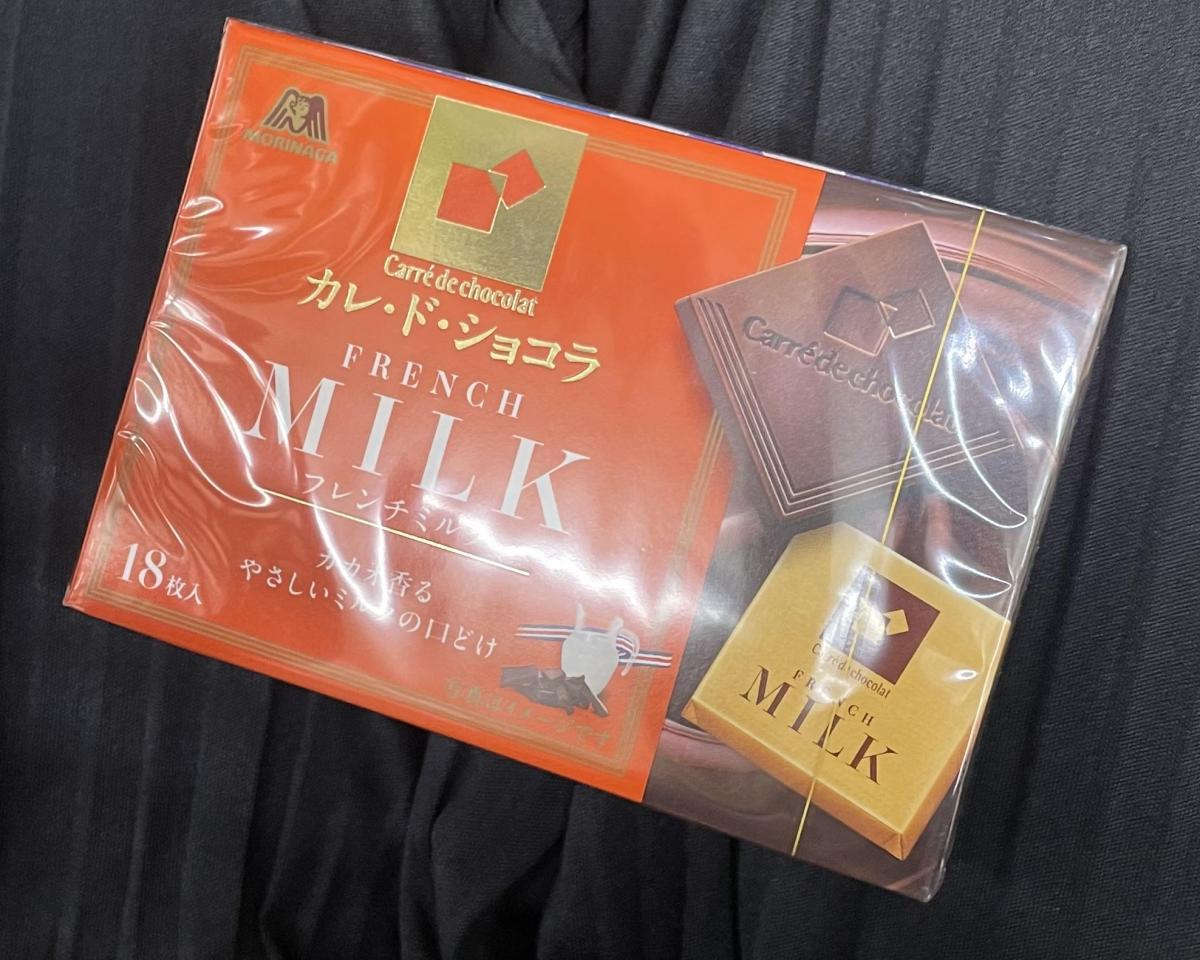 MORINAGA
Carré de chocolat
カレ・ド・ショコラ
FRENCH
MILK
フレンチミルク
カカオ香る
やさしいミルクの口どけ
18枚入
写真はイメージです
Carré de chocolat
Carré de chocolat
FRENCH
MILK